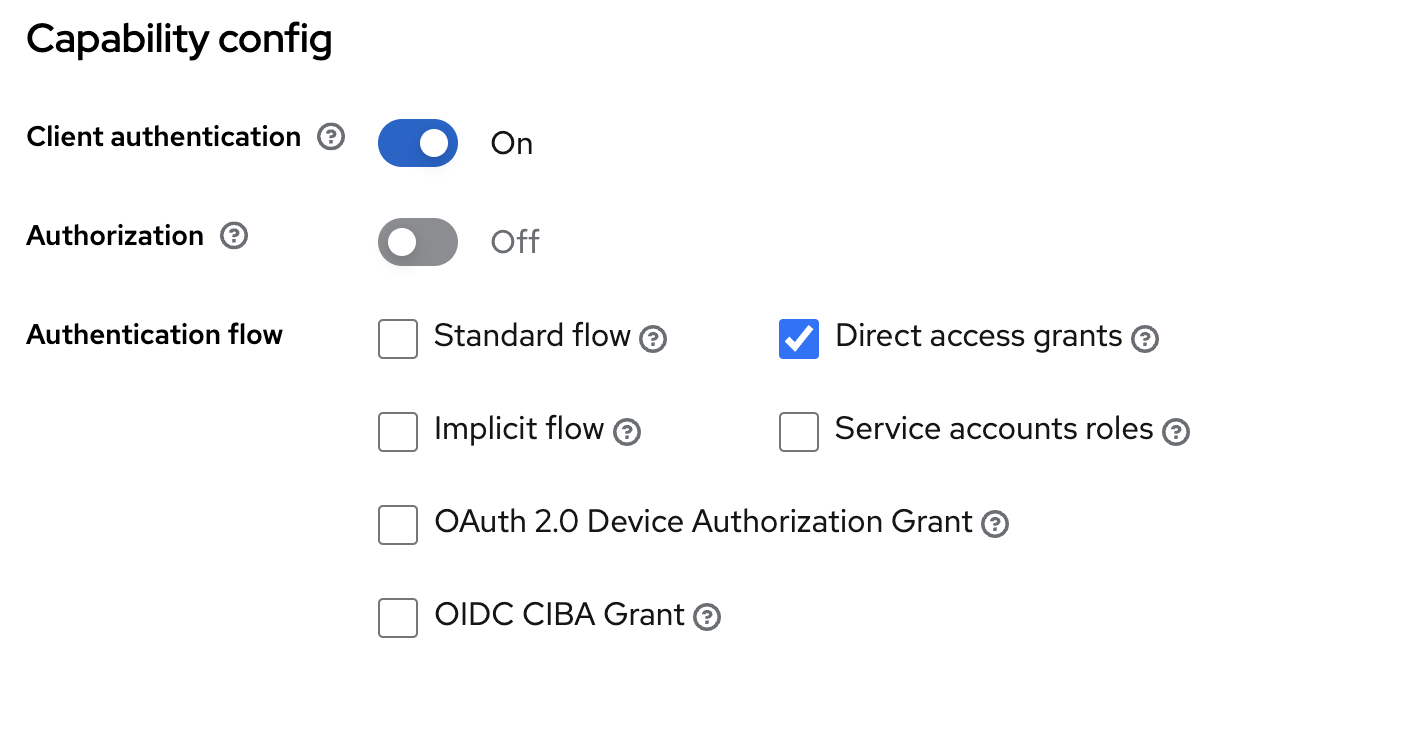 Capability config
Client authentication
On
Authorization
Off
Authentication flow
Standard flow
Direct access grants
Implicit flow
Service accounts roles
OAuth 2.0 Device Authorization Grant
OIDC CIBA Grant